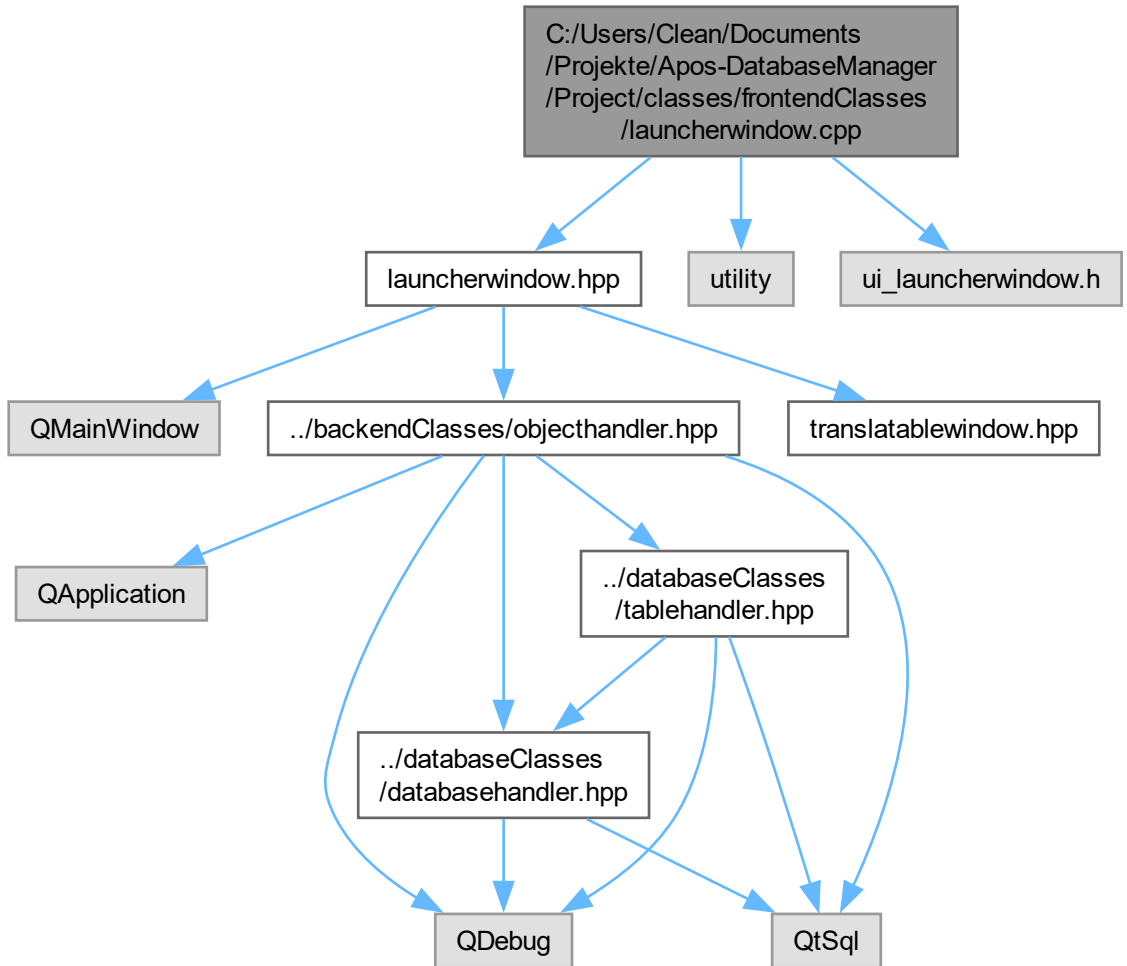 C:/Users/Clean/Documents
/Projekte/Apos-DatabaseManager
/Project/classes/frontendClasses
/launcherwindow.cpp
launcherwindow.hpp
utility
ui_launcherwindow.h
QMainWindow
../backendClasses/objecthandler.hpp
translatablewindow.hpp
QApplication
../databaseClasses
/tablehandler.hpp
../databaseClasses
/databasehandler.hpp
QDebug
QtSql